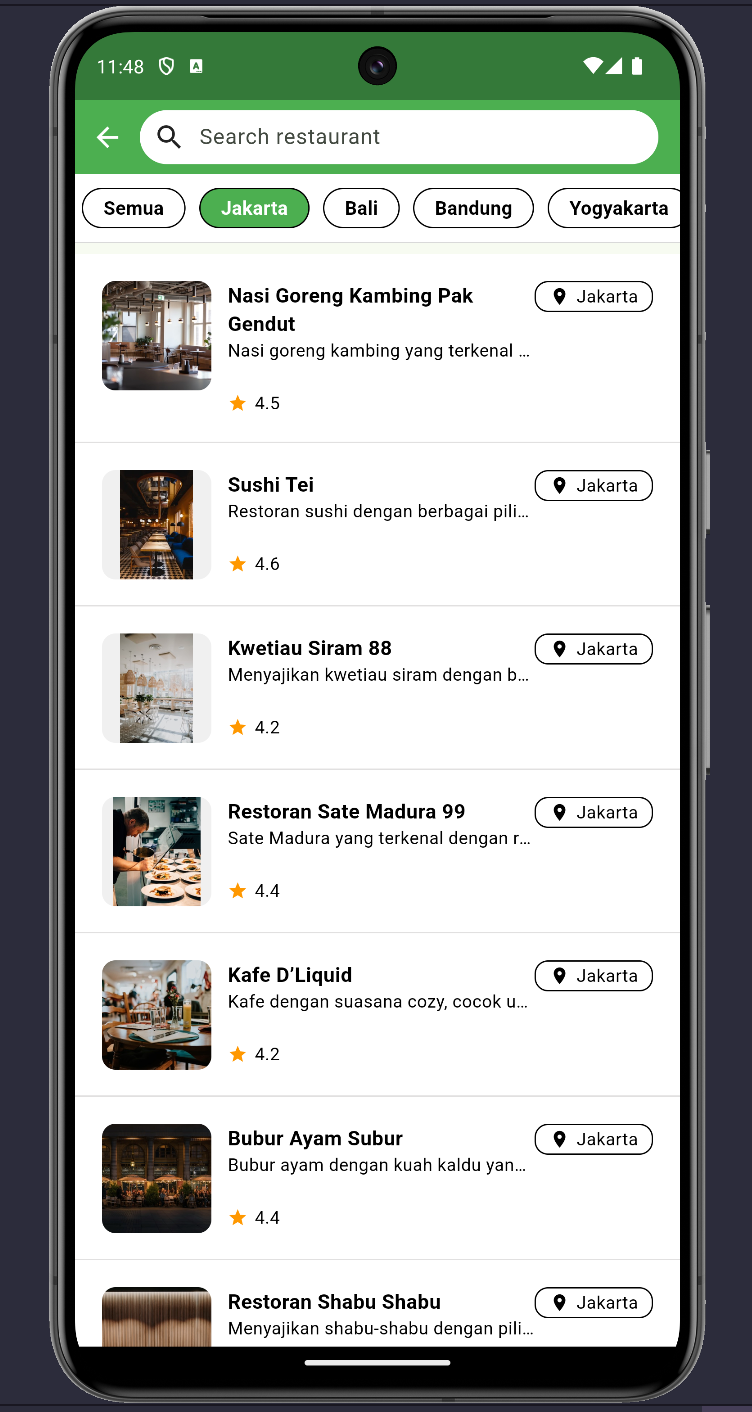 11:48
Search restaurant
Semua
Jakarta
Bali
Bandung
Yogyakarta
Nasi Goreng Kambing Pak
Gendut
Jakarta
Nasi goreng kambing yang terkenal ...
4.5
Sushi Tei
Jakarta
Restoran sushi dengan berbagai pili...
4.6
Kwetiau Siram 88
Jakarta
Menyajikan kwetiau siram dengan b...
4.2
Restoran Sate Madura 99
Jakarta
Sate Madura yang terkenal dengan r...
4.4
Kafe D’Liquid
Jakarta
Kafe dengan suasana cozy, cocok u...
4.2
Bubur Ayam Subur
Jakarta
Bubur ayam dengan kuah kaldu yan...
4.4
Restoran Shabu Shabu
Jakarta
Menyajikan shabu-shabu dengan pili...